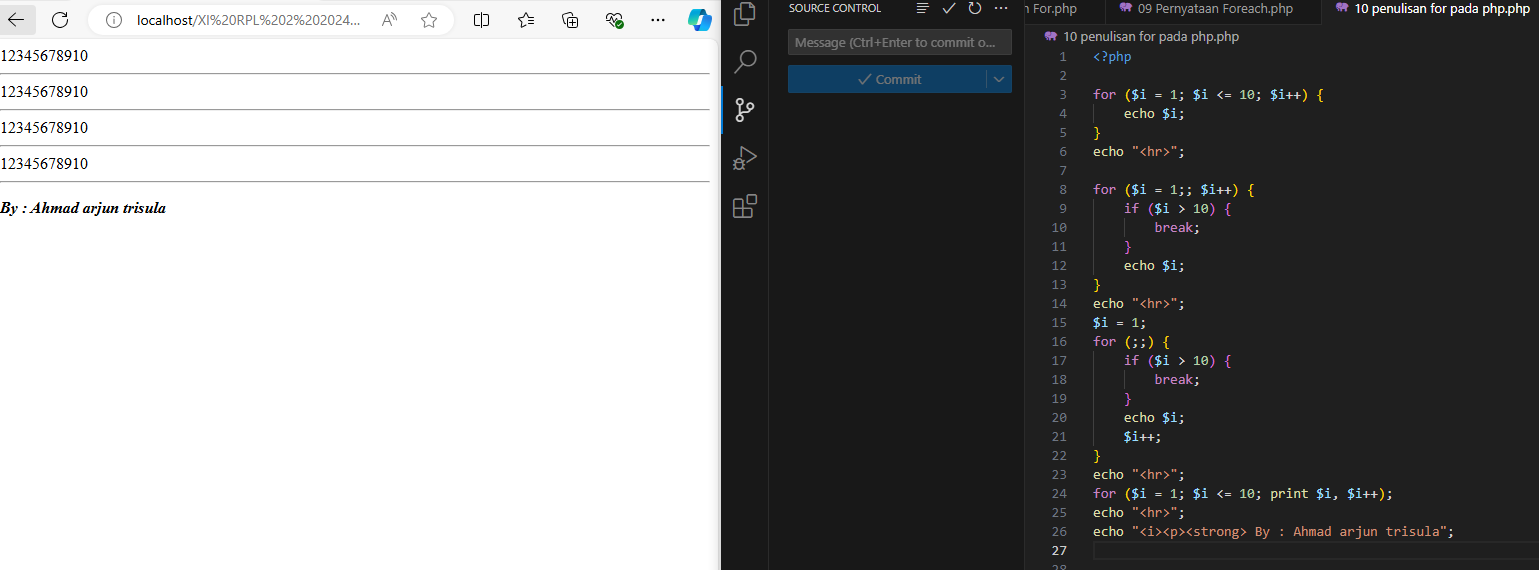 localhost/XI%20RPL%202%202024...
12345678910
12345678910
12345678910
12345678910
By : Ahmad arjun trisula
SOURCE CONTROL
Message (Ctrl+Enter to commit o...
Commit
n For.php
09 Pernyataan Foreach.php
10 penulisan for pada php.php
10 penulisan for pada php.php
1 <?php
2
3 for ($i = 1; $i <= 10; $i++) {
4 echo $i;
5 }
6 echo "<hr>";
7
8 for ($i = 1;; $i++) {
9 if ($i > 10) {
10 break;
11 }
12 echo $i;
13 }
14 echo "<hr>";
15 $i = 1;
16 for (;;) {
17 if ($i > 10) {
18 break;
19 }
20 echo $i;
21 $i++;
22 }
23 echo "<hr>";
24 for ($i = 1; $i <= 10; print $i, $i++);
25 echo "<hr>";
26 echo "<i><p><strong> By : Ahmad arjun trisula";
27
28